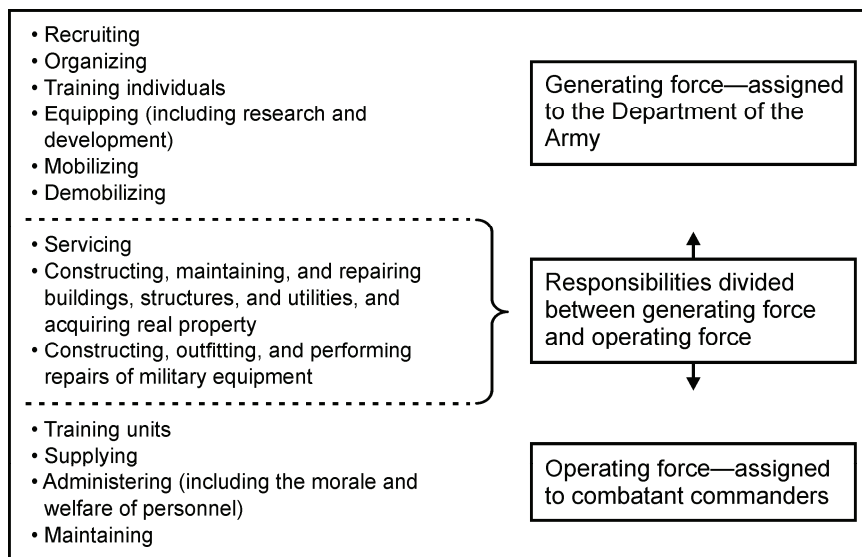 • Recruiting
• Organizing
• Training individuals
• Equipping (including research and
development)
• Mobilizing
• Demobilizing
Generating force—assigned
to the Department of the
Army
• Servicing
• Constructing, maintaining, and repairing
buildings, structures, and utilities, and
acquiring real property
• Constructing, outfitting, and performing
repairs of military equipment
Responsibilities divided
between generating force
and operating force
• Training units
• Supplying
• Administering (including the morale and
welfare of personnel)
• Maintaining
Operating force—assigned
to combatant commanders